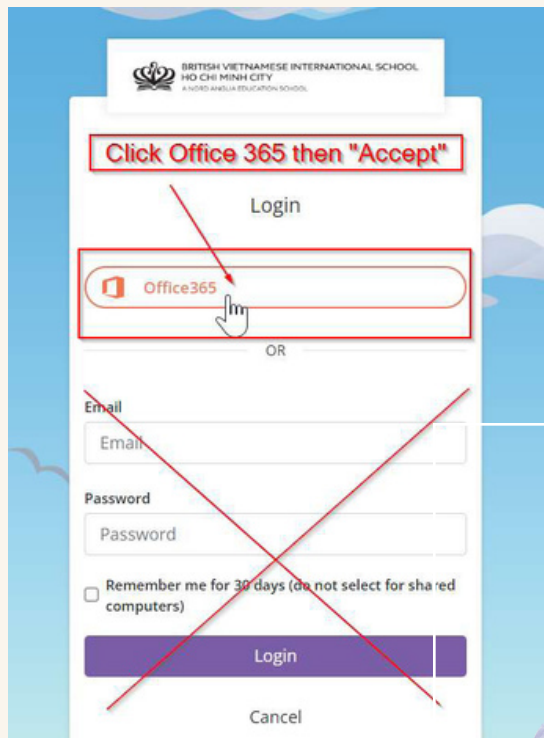 BRITISH VIETNAMESE INTERNATIONAL SCHOOL
HO CHI MINH CITY
A NORD ANGLIA EDUCATION SCHOOL
Click Office 365 then "Accept"
Login
Office365
OR
Email
Email
Password
Password
Remember me for 30 days (do not select for shared
computers)
Login
Cancel